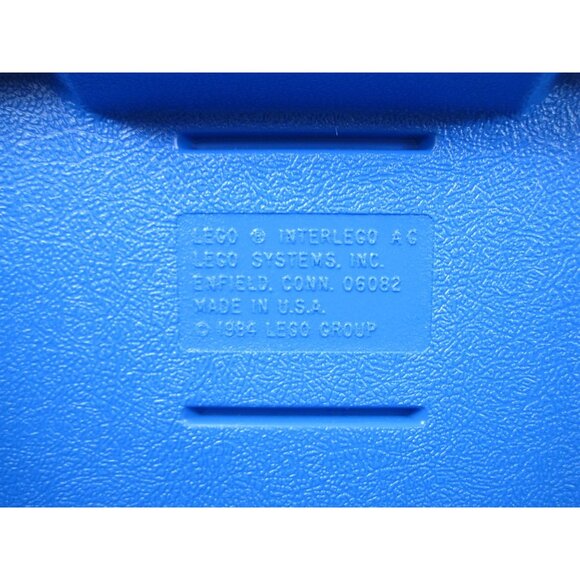 LEGO ® INTERLEGO AG
LEGO SYSTEMS, INC.
ENFIELD, CONN. 06082
MADE IN U.S.A.
© 1984 LEGO GROUP